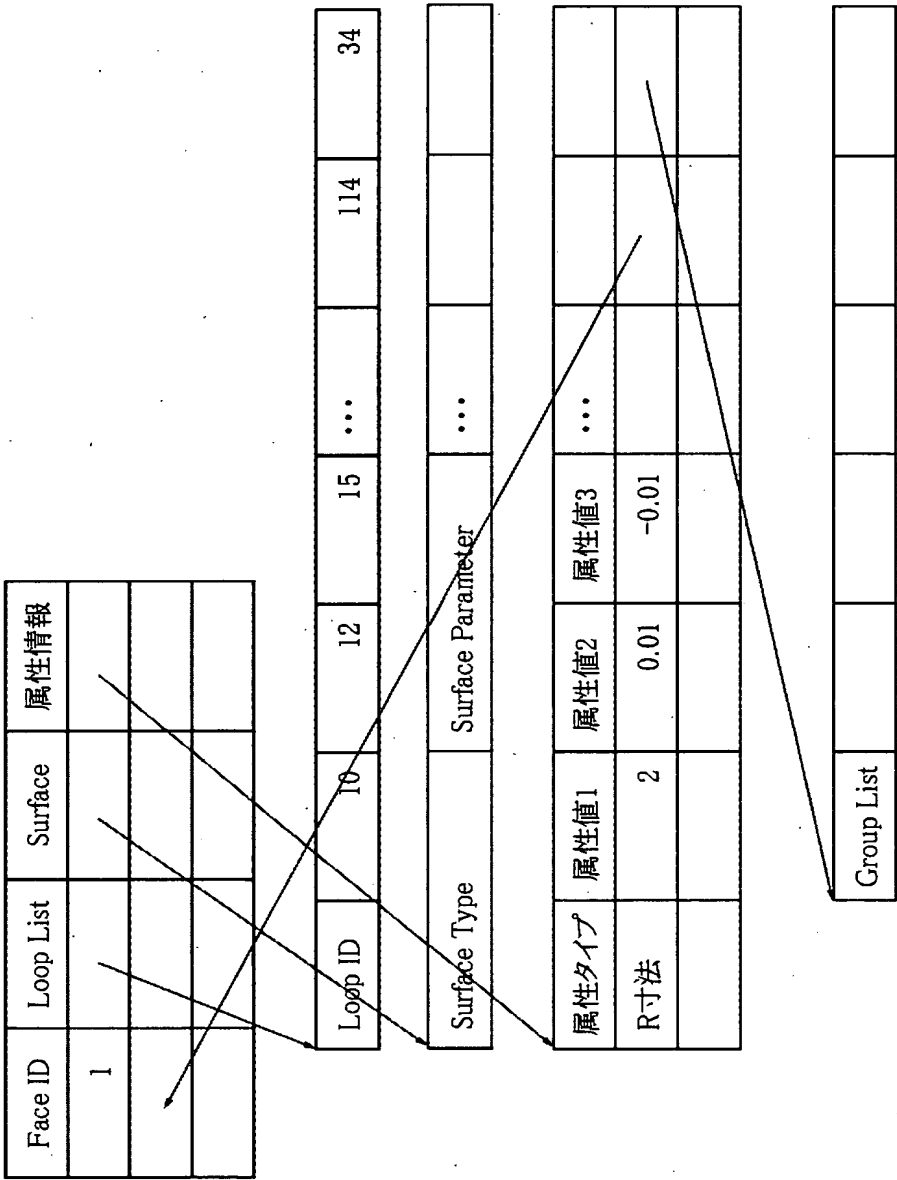 Face ID Loop List Surface 属性情報
1
Loop ID 10 12 15 … 114 34
Surface Type Surface Parameter …
属性タイプ 属性値1 属性値2 属性値3 …
R寸法 2 0.01 -0.01
Group List